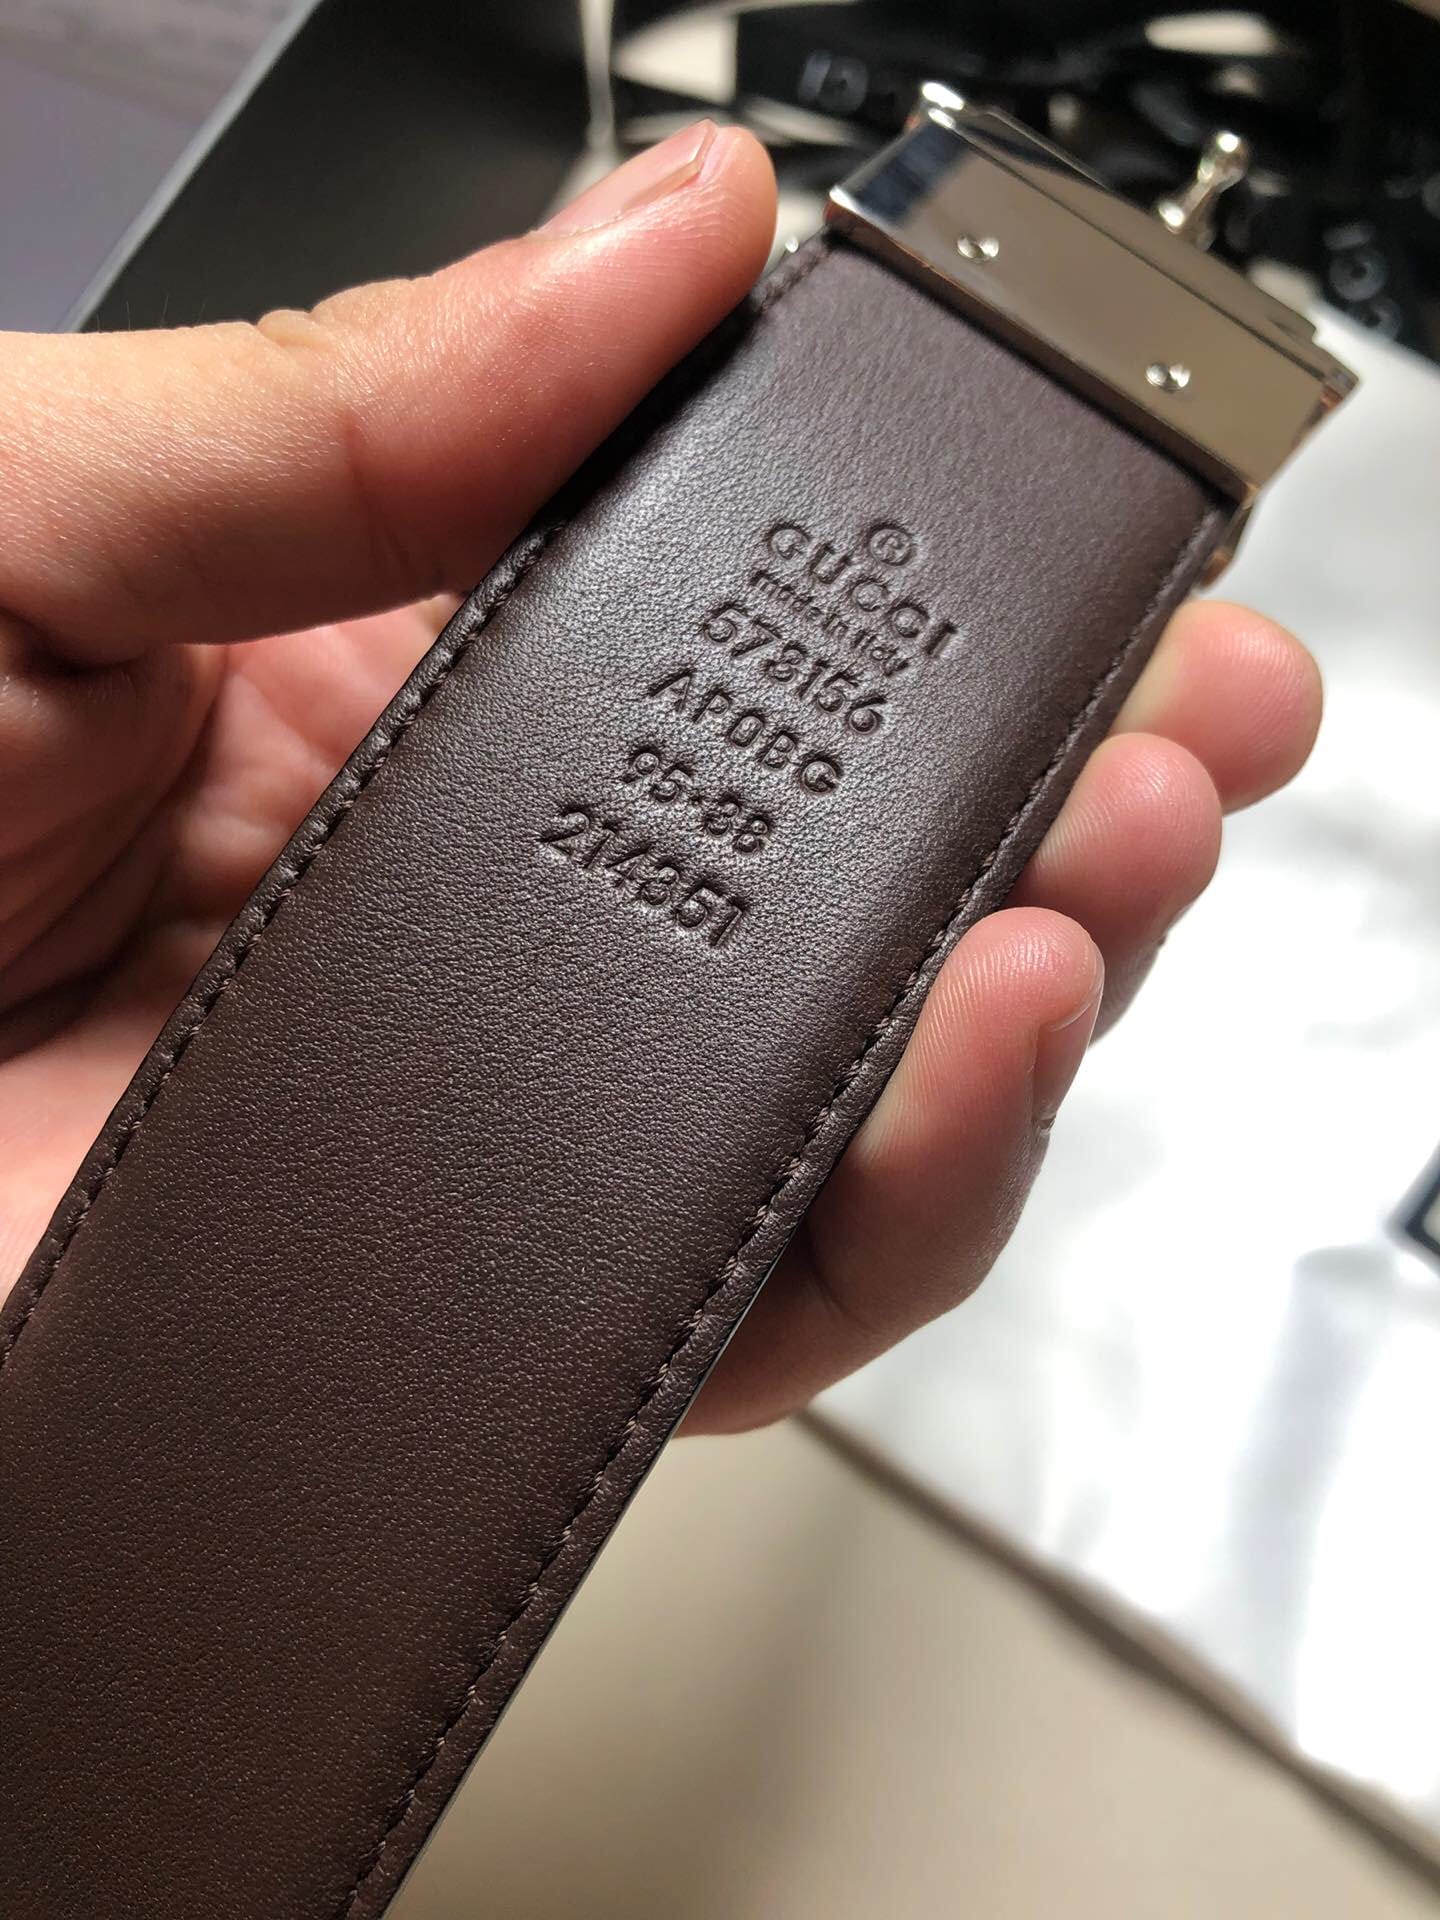 ®
GUCCI
made in italy
573156
AP0BG
95·38
214351